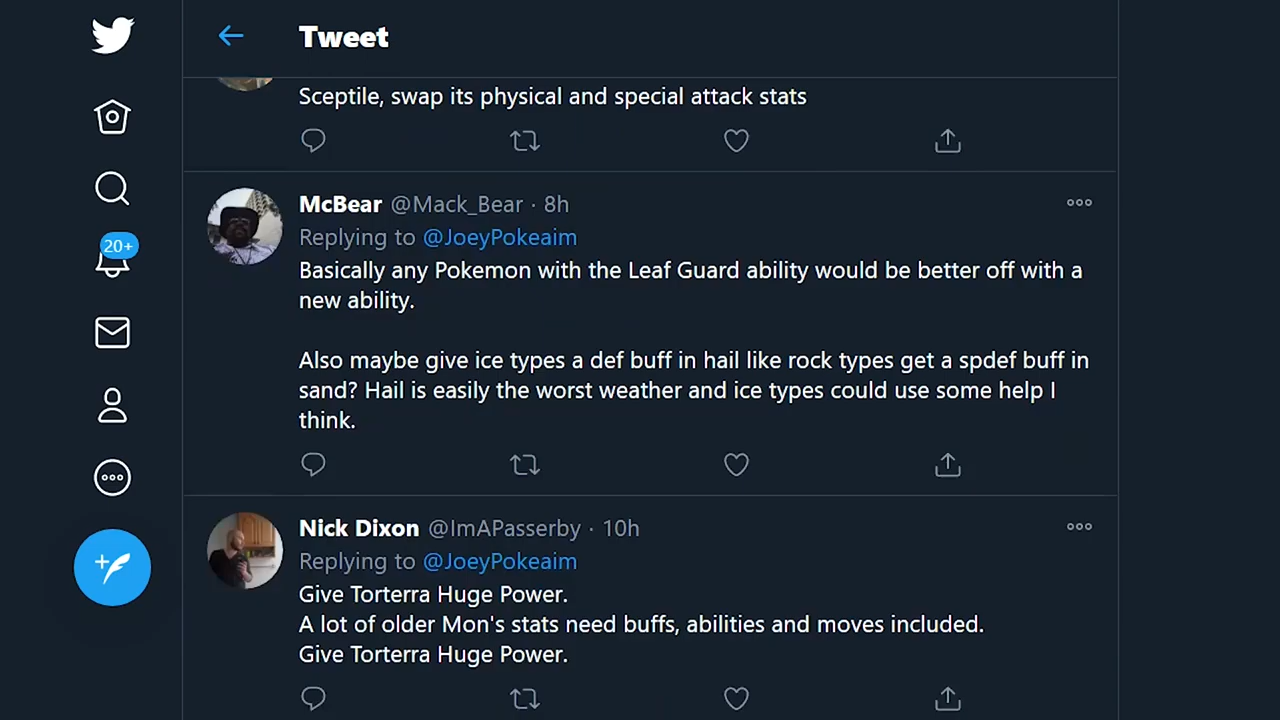 Tweet
Sceptile, swap its physical and special attack stats
McBear @Mack_Bear · 8h
Replying to @JoeyPokeaim
Basically any Pokemon with the Leaf Guard ability would be better off with a
new ability.
Also maybe give ice types a def buff in hail like rock types get a spdef buff in
sand? Hail is easily the worst weather and ice types could use some help I
think.
20+
Nick Dixon @ImAPasserby · 10h
Replying to @JoeyPokeaim
Give Torterra Huge Power.
A lot of older Mon's stats need buffs, abilities and moves included.
Give Torterra Huge Power.